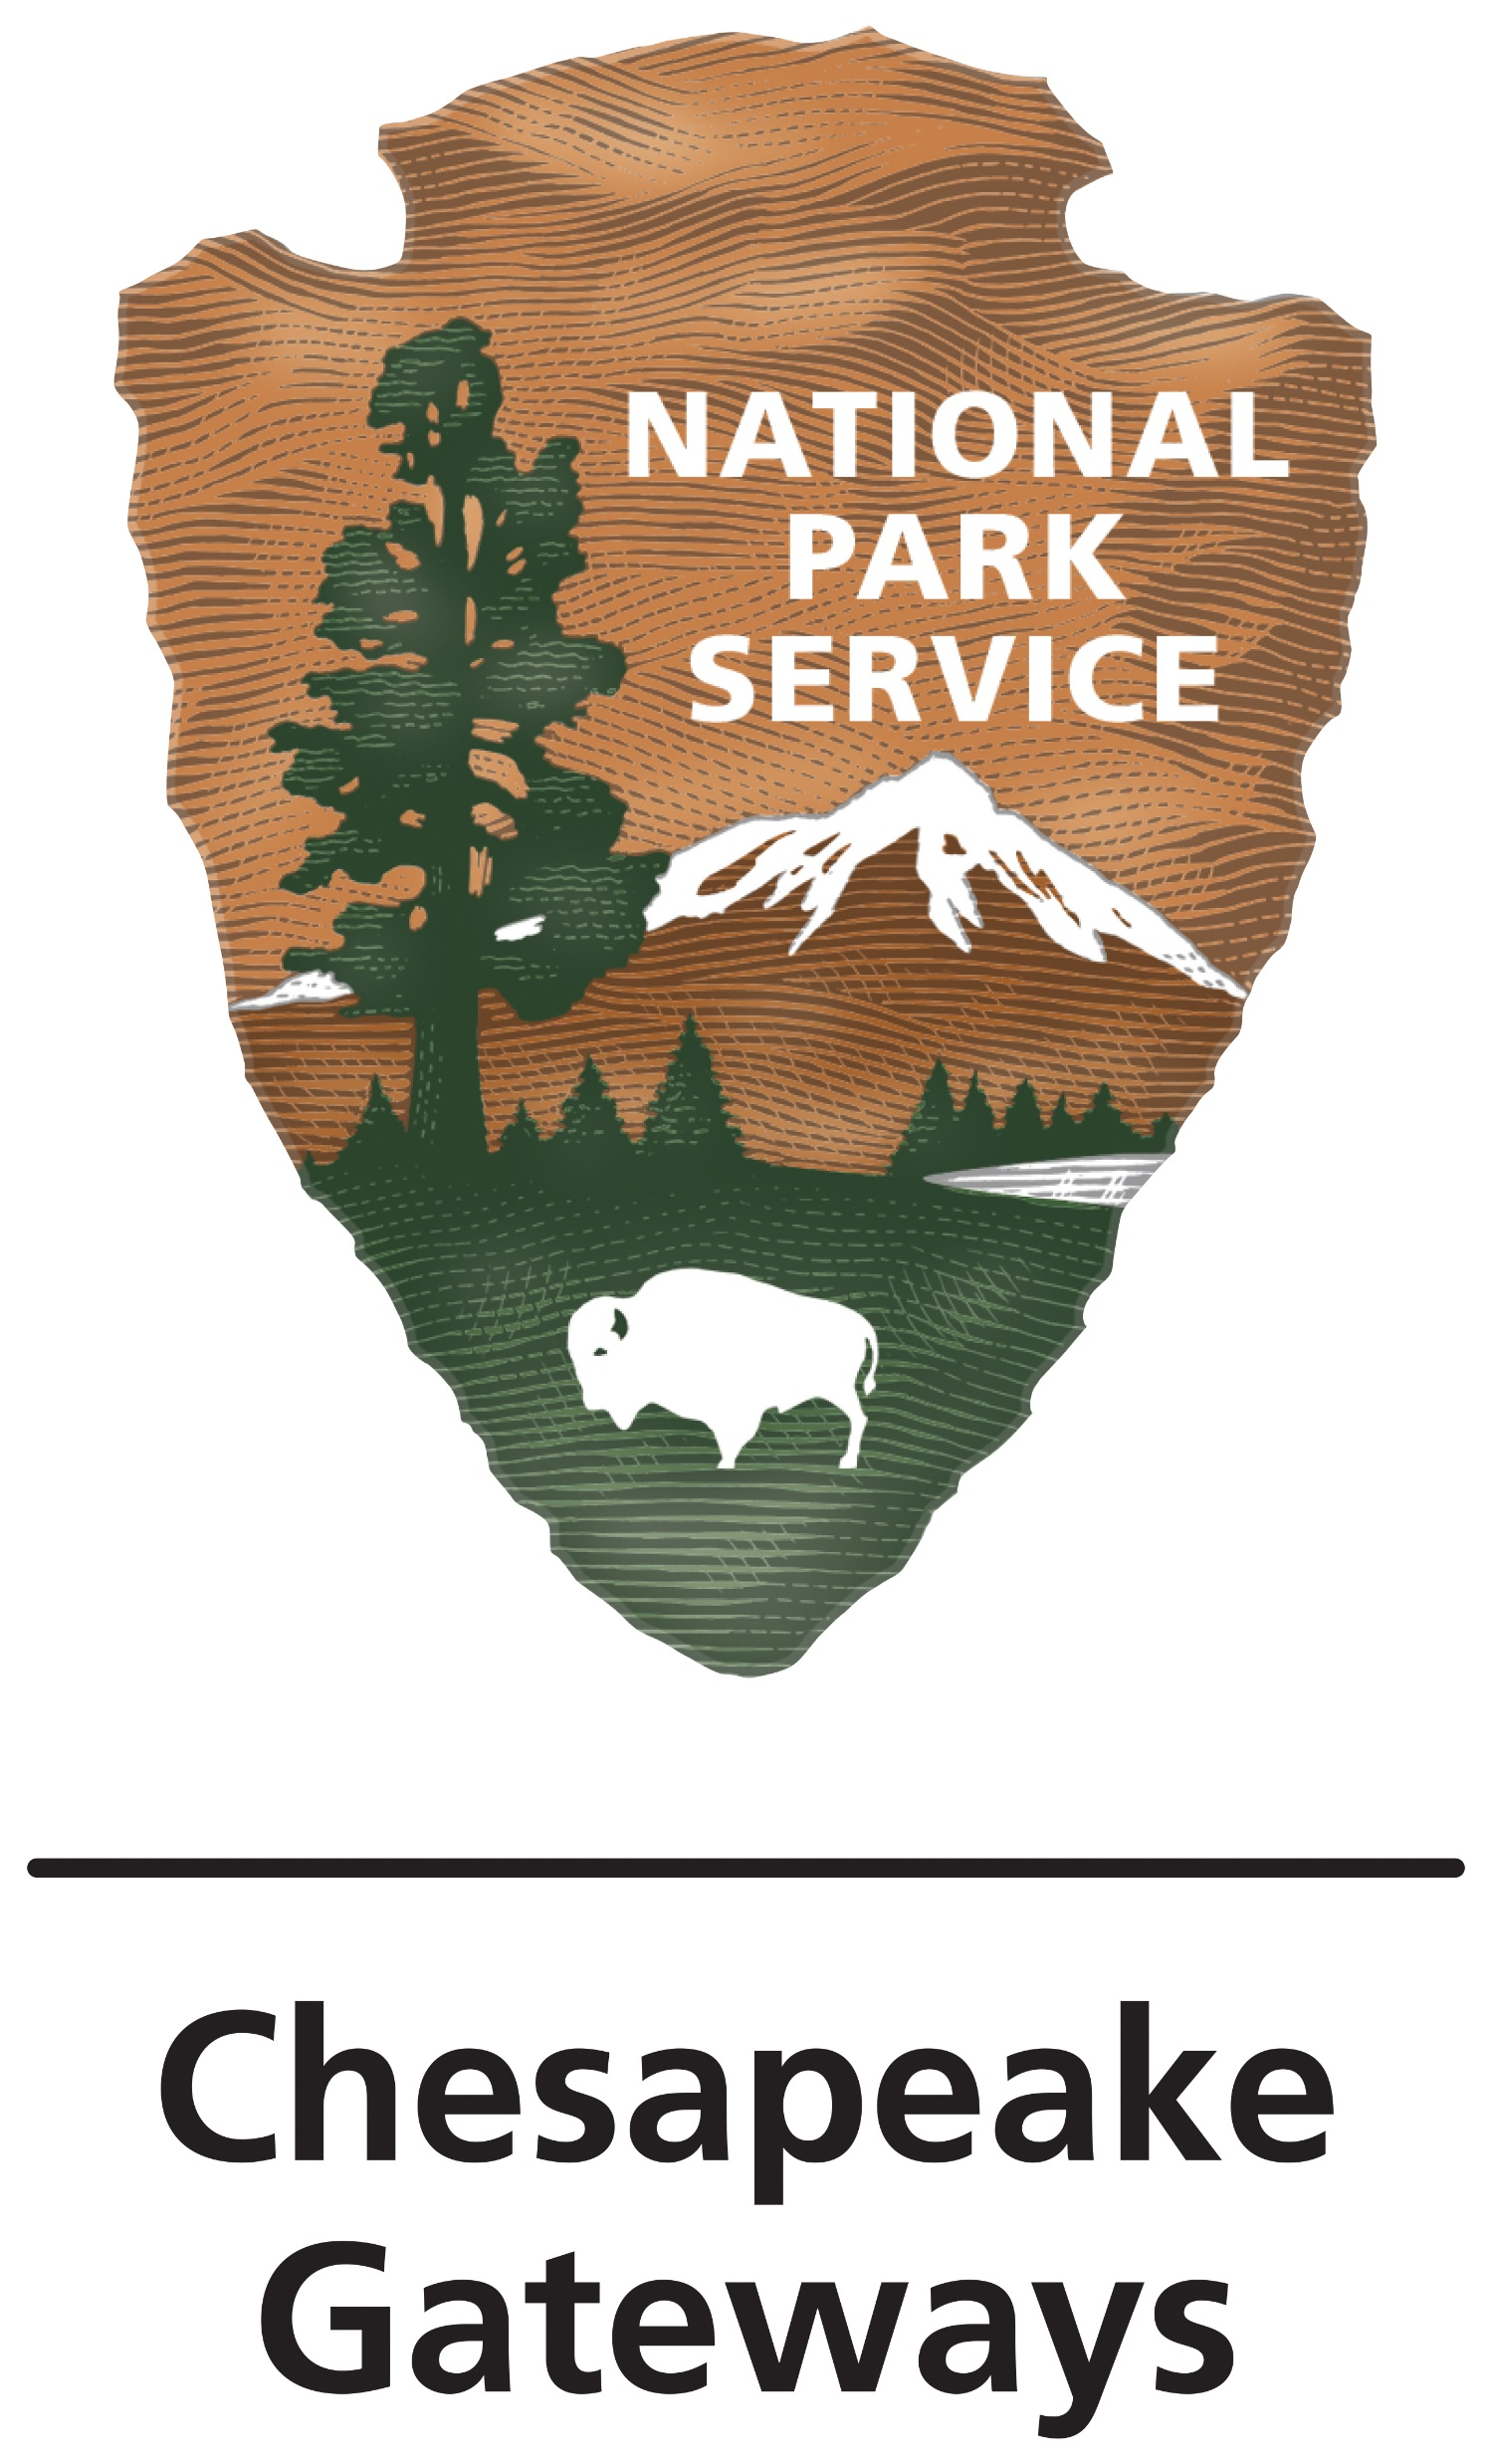 NATIONAL
PARK
SERVICE
Chesapeake
Gateways